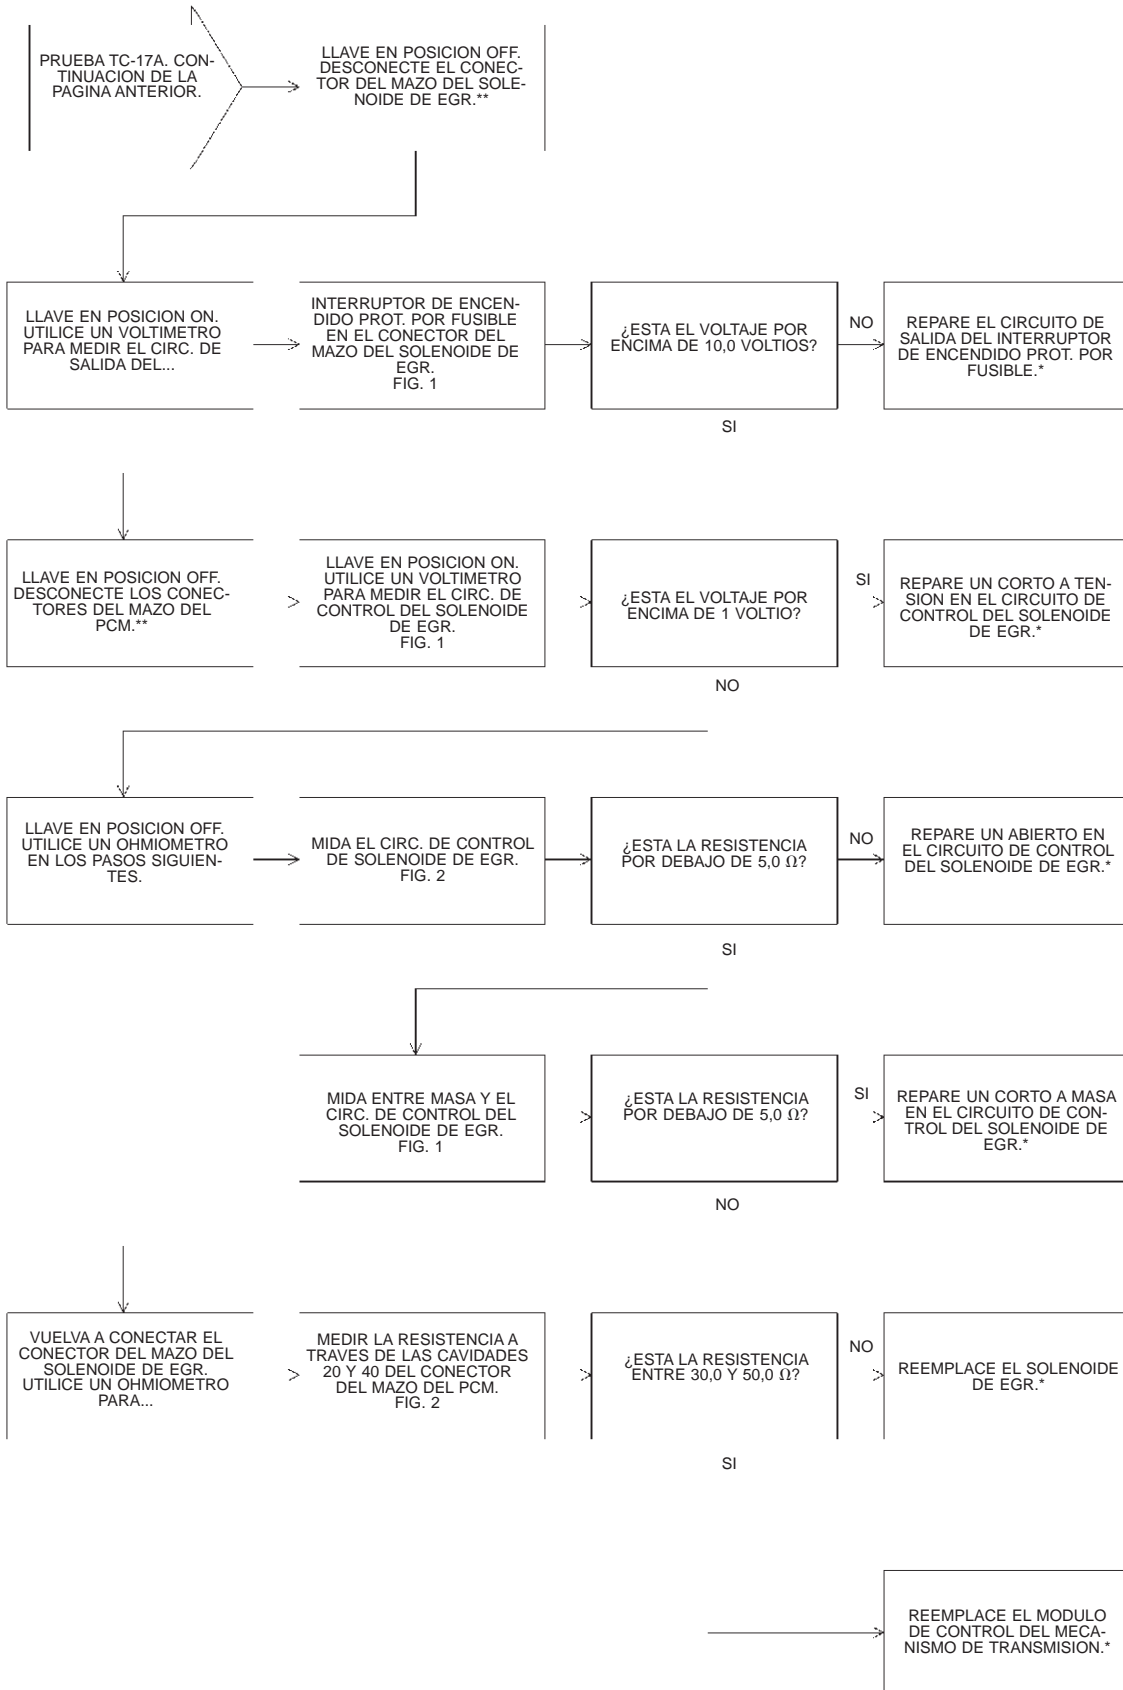 PRUEBA TC-17A. CON-
TINUACION DE LA
PAGINA ANTERIOR.
LLAVE EN POSICION OFF.
DESCONECTE EL CONEC-
TOR DEL MAZO DEL SOLE-
NOIDE DE EGR.**
LLAVE EN POSICION ON.
UTILICE UN VOLTIMETRO
PARA MEDIR EL CIRC. DE
SALIDA DEL...
INTERRUPTOR DE ENCEN-
DIDO PROT. POR FUSIBLE
EN EL CONECTOR DEL
MAZO DEL SOLENOIDE DE
EGR.
FIG. 1
¿ESTA EL VOLTAJE POR
ENCIMA DE 10,0 VOLTIOS?
NO
REPARE EL CIRCUITO DE
SALIDA DEL INTERRUPTOR
DE ENCENDIDO PROT. POR
FUSIBLE.*
SI
LLAVE EN POSICION OFF.
DESCONECTE LOS CONEC-
TORES DEL MAZO DEL
PCM.**
LLAVE EN POSICION ON.
UTILICE UN VOLTIMETRO
PARA MEDIR EL CIRC. DE
CONTROL DEL SOLENOIDE
DE EGR.
FIG. 1
¿ESTA EL VOLTAJE POR
ENCIMA DE 1 VOLTIO?
SI
REPARE UN CORTO A TEN-
SION EN EL CIRCUITO DE
CONTROL DEL SOLENOIDE
DE EGR.*
NO
LLAVE EN POSICION OFF.
UTILICE UN OHMIOMETRO
EN LOS PASOS SIGUIEN-
TES.
MIDA EL CIRC. DE CONTROL
DE SOLENOIDE DE EGR.
FIG. 2
¿ESTA LA RESISTENCIA
POR DEBAJO DE 5,0 Ω?
NO
REPARE UN ABIERTO EN
EL CIRCUITO DE CONTROL
DEL SOLENOIDE DE EGR.*
SI
MIDA ENTRE MASA Y EL
CIRC. DE CONTROL DEL
SOLENOIDE DE EGR.
FIG. 1
¿ESTA LA RESISTENCIA
POR DEBAJO DE 5,0 Ω?
SI
REPARE UN CORTO A MASA
EN EL CIRCUITO DE CON-
TROL DEL SOLENOIDE DE
EGR.*
NO
VUELVA A CONECTAR EL
CONECTOR DEL MAZO DEL
SOLENOIDE DE EGR.
UTILICE UN OHMIOMETRO
PARA...
MEDIR LA RESISTENCIA A
TRAVES DE LAS CAVIDADES
20 Y 40 DEL CONECTOR
DEL MAZO DEL PCM.
FIG. 2
¿ESTA LA RESISTENCIA
ENTRE 30,0 Y 50,0 Ω?
NO
REEMPLACE EL SOLENOIDE
DE EGR.*
SI
REEMPLACE EL MODULO
DE CONTROL DEL MECA-
NISMO DE TRANSMISION.*